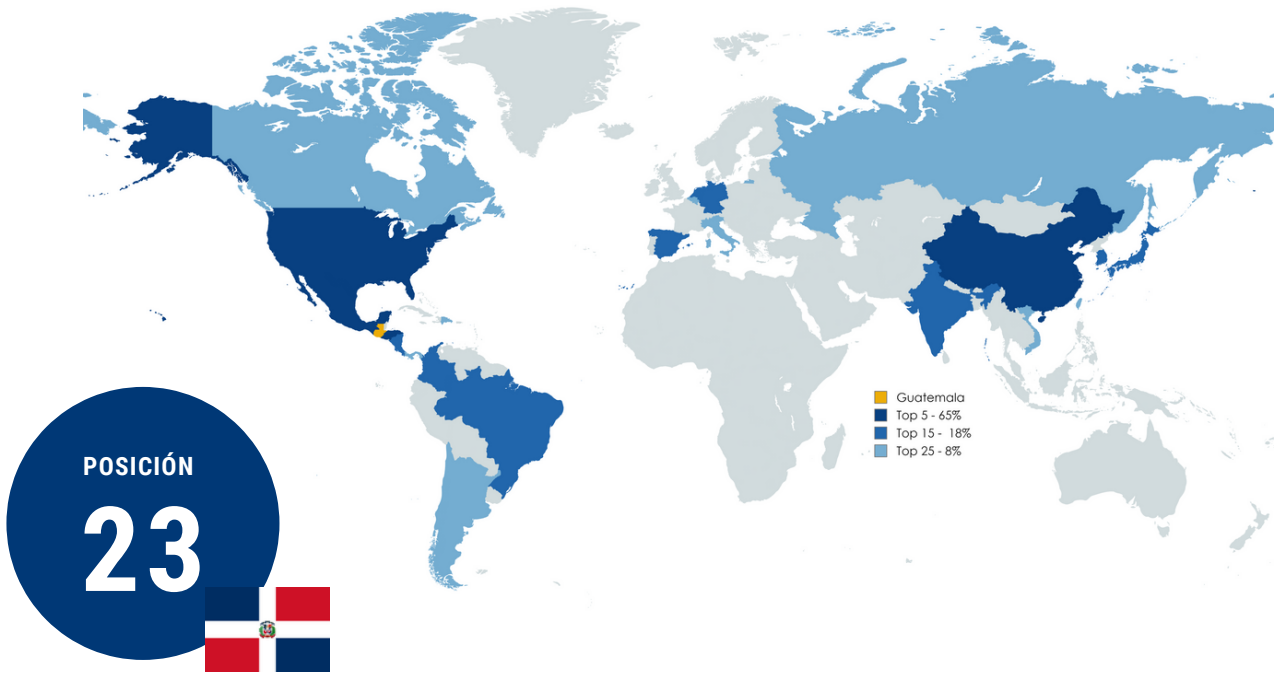 POSICIÓN
23
Guatemala
Top 5 - 65%
Top 15 - 18%
Top 25 - 8%